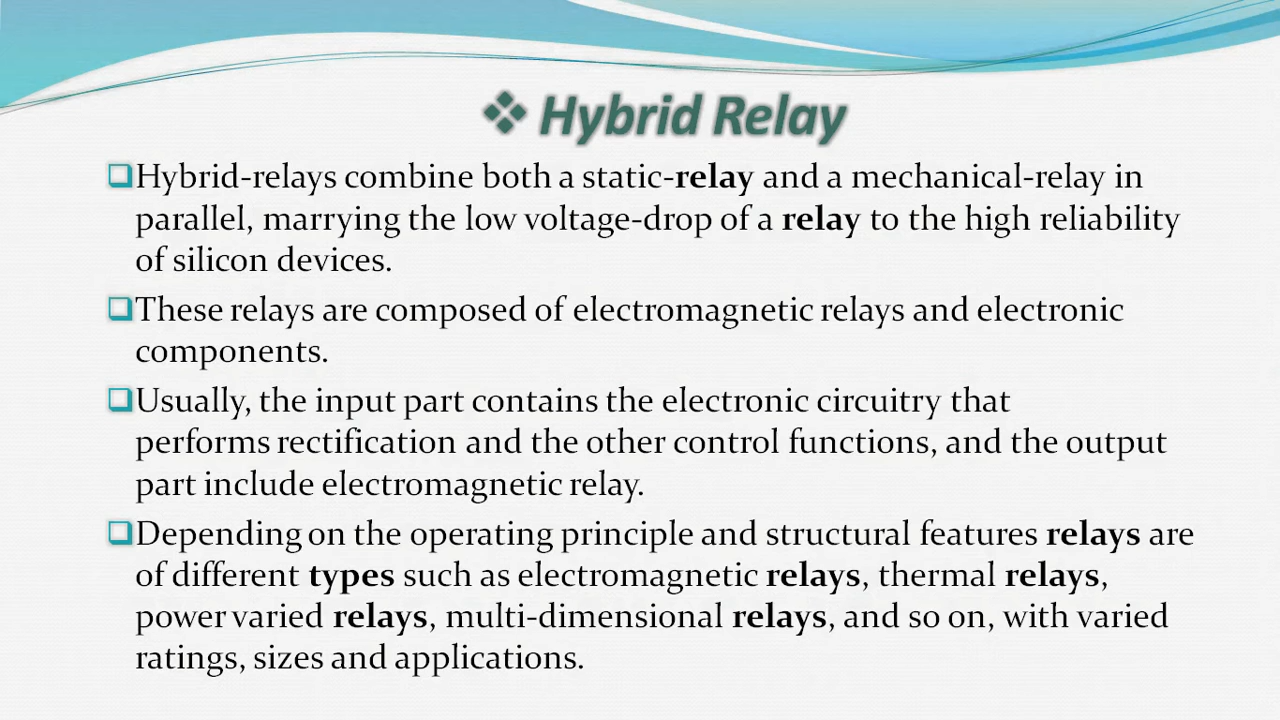 ❖ Hybrid Relay
❑Hybrid-relays combine both a static-relay and a mechanical-relay in
parallel, marrying the low voltage-drop of a relay to the high reliability
of silicon devices.
❑These relays are composed of electromagnetic relays and electronic
components.
❑Usually, the input part contains the electronic circuitry that
performs rectification and the other control functions, and the output
part include electromagnetic relay.
❑Depending on the operating principle and structural features relays are
of different types such as electromagnetic relays, thermal relays,
power varied relays, multi-dimensional relays, and so on, with varied
ratings, sizes and applications.